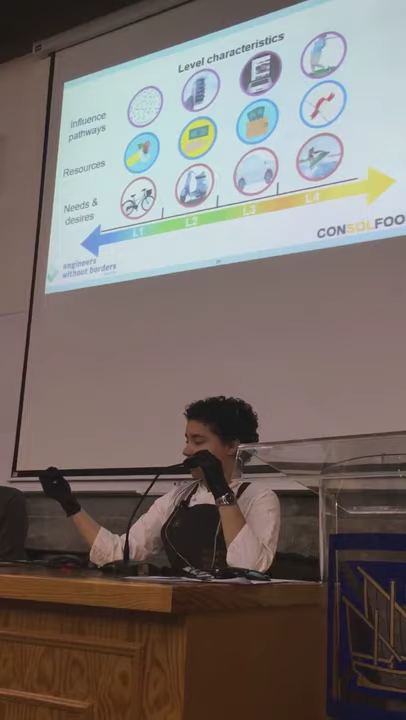 Level characteristics
Influence
pathways
Resources
Needs &
desires
L1 L2 L3 L4
engineers
without borders
CONSOLFOO